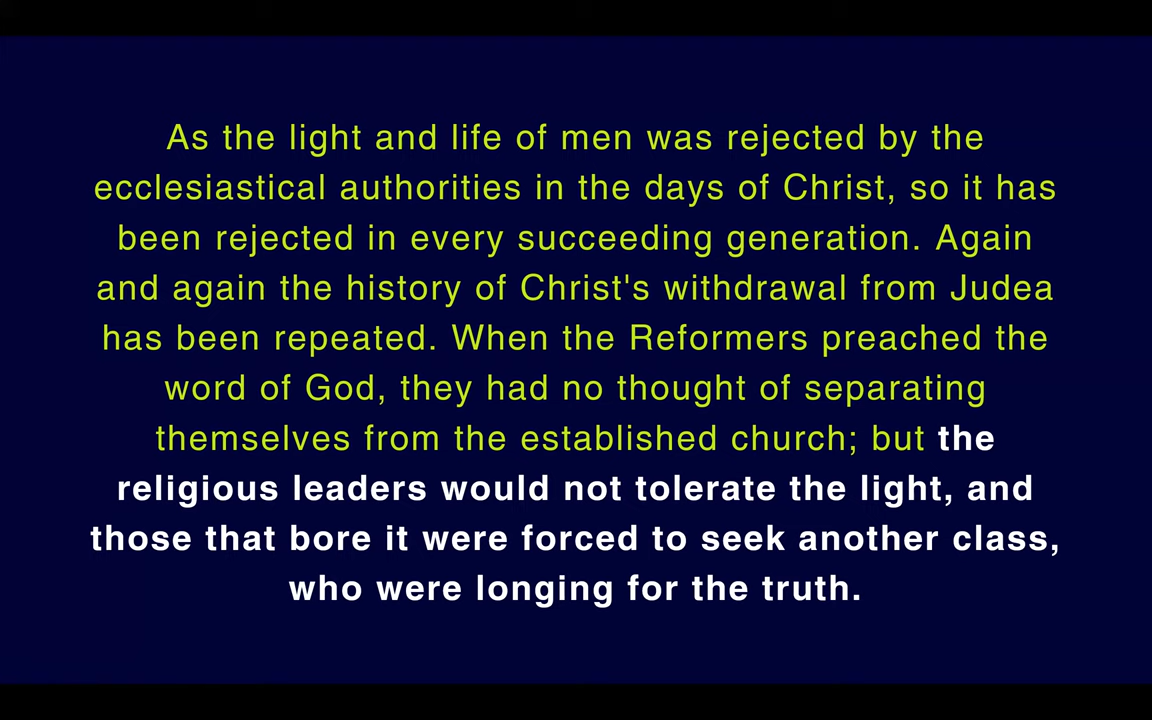 As the light and life of men was rejected by the
ecclesiastical authorities in the days of Christ, so it has
been rejected in every succeeding generation. Again
and again the history of Christ's withdrawal from Judea
has been repeated. When the Reformers preached the
word of God, they had no thought of separating
themselves from the established church; but the
religious leaders would not tolerate the light, and
those that bore it were forced to seek another class,
who were longing for the truth.